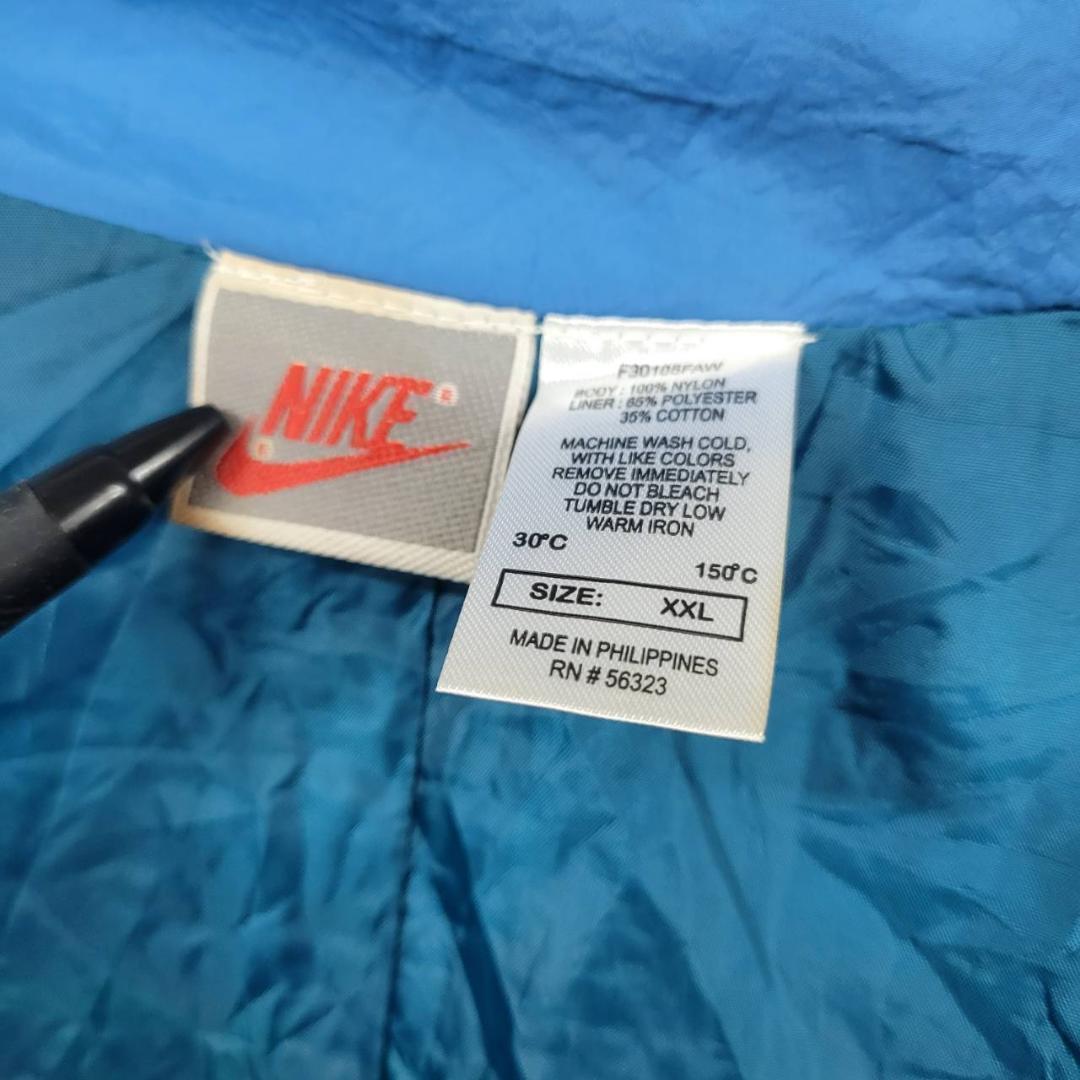 NIKE
F30108FAW
BODY : 100% NYLON
LINER : 65% POLYESTER
35% COTTON
MACHINE WASH COLD,
WITH LIKE COLORS
REMOVE IMMEDIATELY
DO NOT BLEACH
TUMBLE DRY LOW
WARM IRON
30°C
150°C
SIZE: XXL
MADE IN PHILIPPINES
RN # 56323